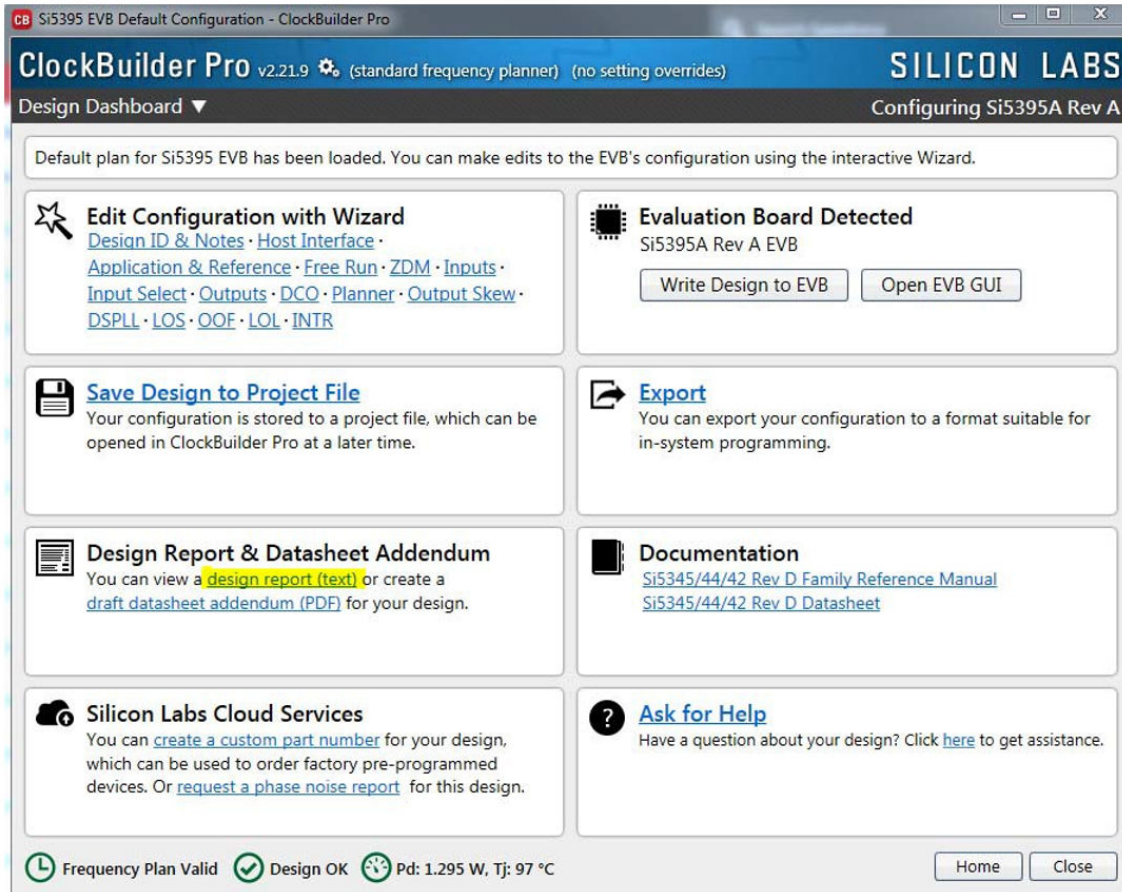 CB Si5395 EVB Default Configuration - ClockBuilder Pro
ClockBuilder Pro v2.21.9 (standard frequency planner) (no setting overrides) SILICON LABS
Design Dashboard ▼ Configuring Si5395A Rev A
Default plan for Si5395 EVB has been loaded. You can make edits to the EVB's configuration using the interactive Wizard.
Edit Configuration with Wizard
Design ID & Notes · Host Interface ·
Application & Reference · Free Run · ZDM · Inputs ·
Input Select · Outputs · DCO · Planner · Output Skew ·
DSPLL · LOS · OOF · LOL · INTR
Evaluation Board Detected
Si5395A Rev A EVB
Write Design to EVB Open EVB GUI
Save Design to Project File
Your configuration is stored to a project file, which can be
opened in ClockBuilder Pro at a later time.
Export
You can export your configuration to a format suitable for
in-system programming.
Design Report & Datasheet Addendum
You can view a design report (text) or create a
draft datasheet addendum (PDF) for your design.
Documentation
Si5345/44/42 Rev D Family Reference Manual
Si5345/44/42 Rev D Datasheet
Silicon Labs Cloud Services
You can create a custom part number for your design,
which can be used to order factory pre-programmed
devices. Or request a phase noise report for this design.
? Ask for Help
Have a question about your design? Click here to get assistance.
Frequency Plan Valid Design OK Pd: 1.295 W, Tj: 97 °C
Home Close